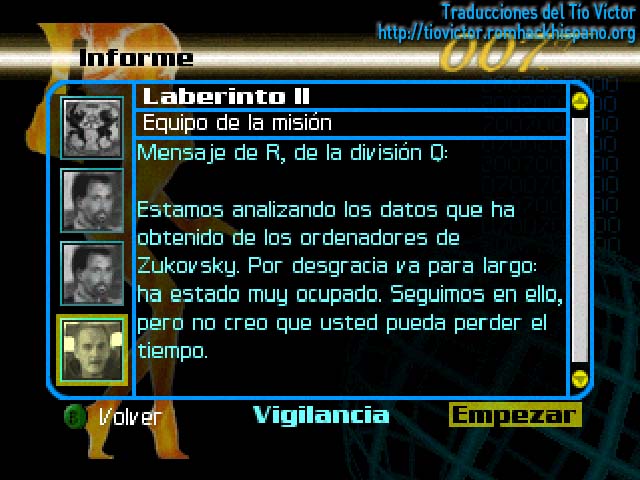 Traducciones del Tío Víctor
http://tiovictor.romhackhispano.org
007
Informe
Laberinto II
Equipo de la misión
Mensaje de R, de la división Q:
Estamos analizando los datos que ha
obtenido de los ordenadores de
Zukovsky. Por desgracia va para largo:
ha estado muy ocupado. Seguimos en ello,
pero no creo que usted pueda perder el
tiempo.
B Volver
Vigilancia
Empezar